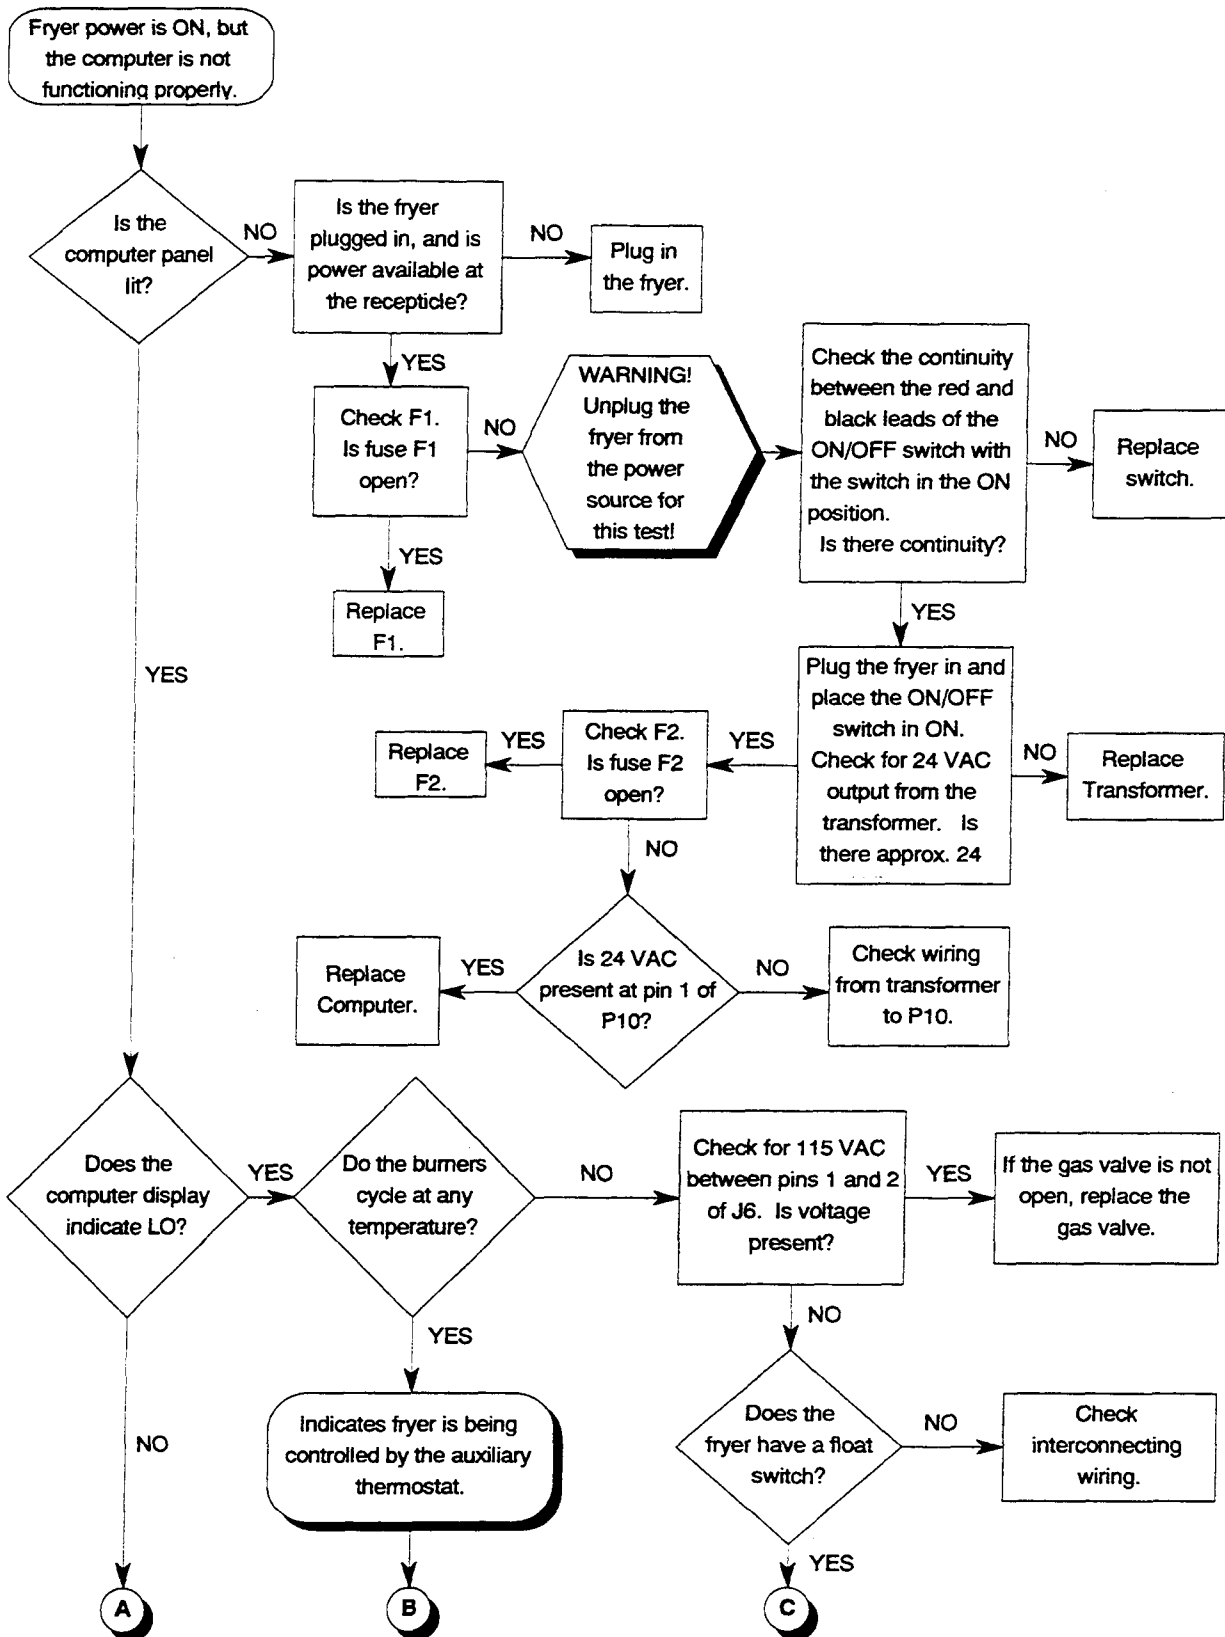 Fryer power is ON, but
the computer is not
functioning properly.
Is the
computer panel
lit?
NO
Is the fryer
plugged in, and is
power available at
the recepticle?
NO
Plug in
the fryer.
YES
Check F1.
Is fuse F1
open?
NO
WARNING!
Unplug the
fryer from
the power
source for
this test!
Check the continuity
between the red and
black leads of the
ON/OFF switch with
the switch in the ON
position.
Is there continuity?
NO
Replace
switch.
YES
Replace
F1.
YES
YES
Plug the fryer in and
place the ON/OFF
switch in ON.
Check for 24 VAC
output from the
transformer. Is
there approx. 24
NO
Replace
Transformer.
YES
Check F2.
Is fuse F2
open?
YES
Replace
F2.
NO
Is 24 VAC
present at pin 1 of
P10?
YES
Replace
Computer.
NO
Check wiring
from transformer
to P10.
Does the
computer display
indicate LO?
YES
Do the burners
cycle at any
temperature?
NO
Check for 115 VAC
between pins 1 and 2
of J6. Is voltage
present?
YES
If the gas valve is not
open, replace the
gas valve.
NO
YES
NO
Indicates fryer is being
controlled by the auxiliary
thermostat.
Does the
fryer have a float
switch?
NO
Check
interconnecting
wiring.
YES
A
B
C